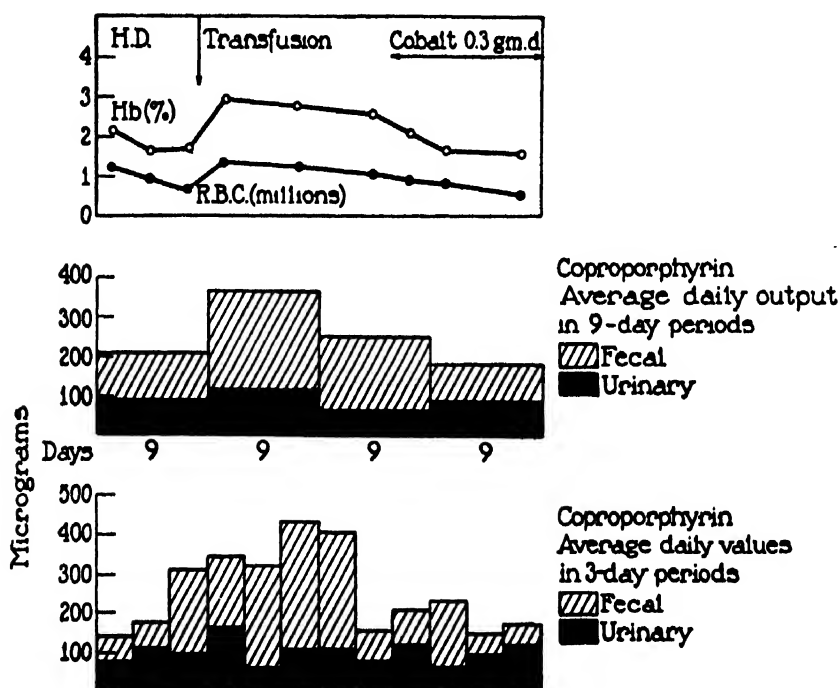 H.D. Transfusion Cobalt 0.3 gm.d.
4
3
Hb(%)
2
1
R.B.C.(millions)
0
400
300
200
100
Coproporphyrin
Average daily output
in 9-day periods
Fecal
Urinary
Days 9 9 9 9
Micrograms
500
400
300
200
100
Coproporphyrin
Average daily values
in 3-day periods
Fecal
Urinary